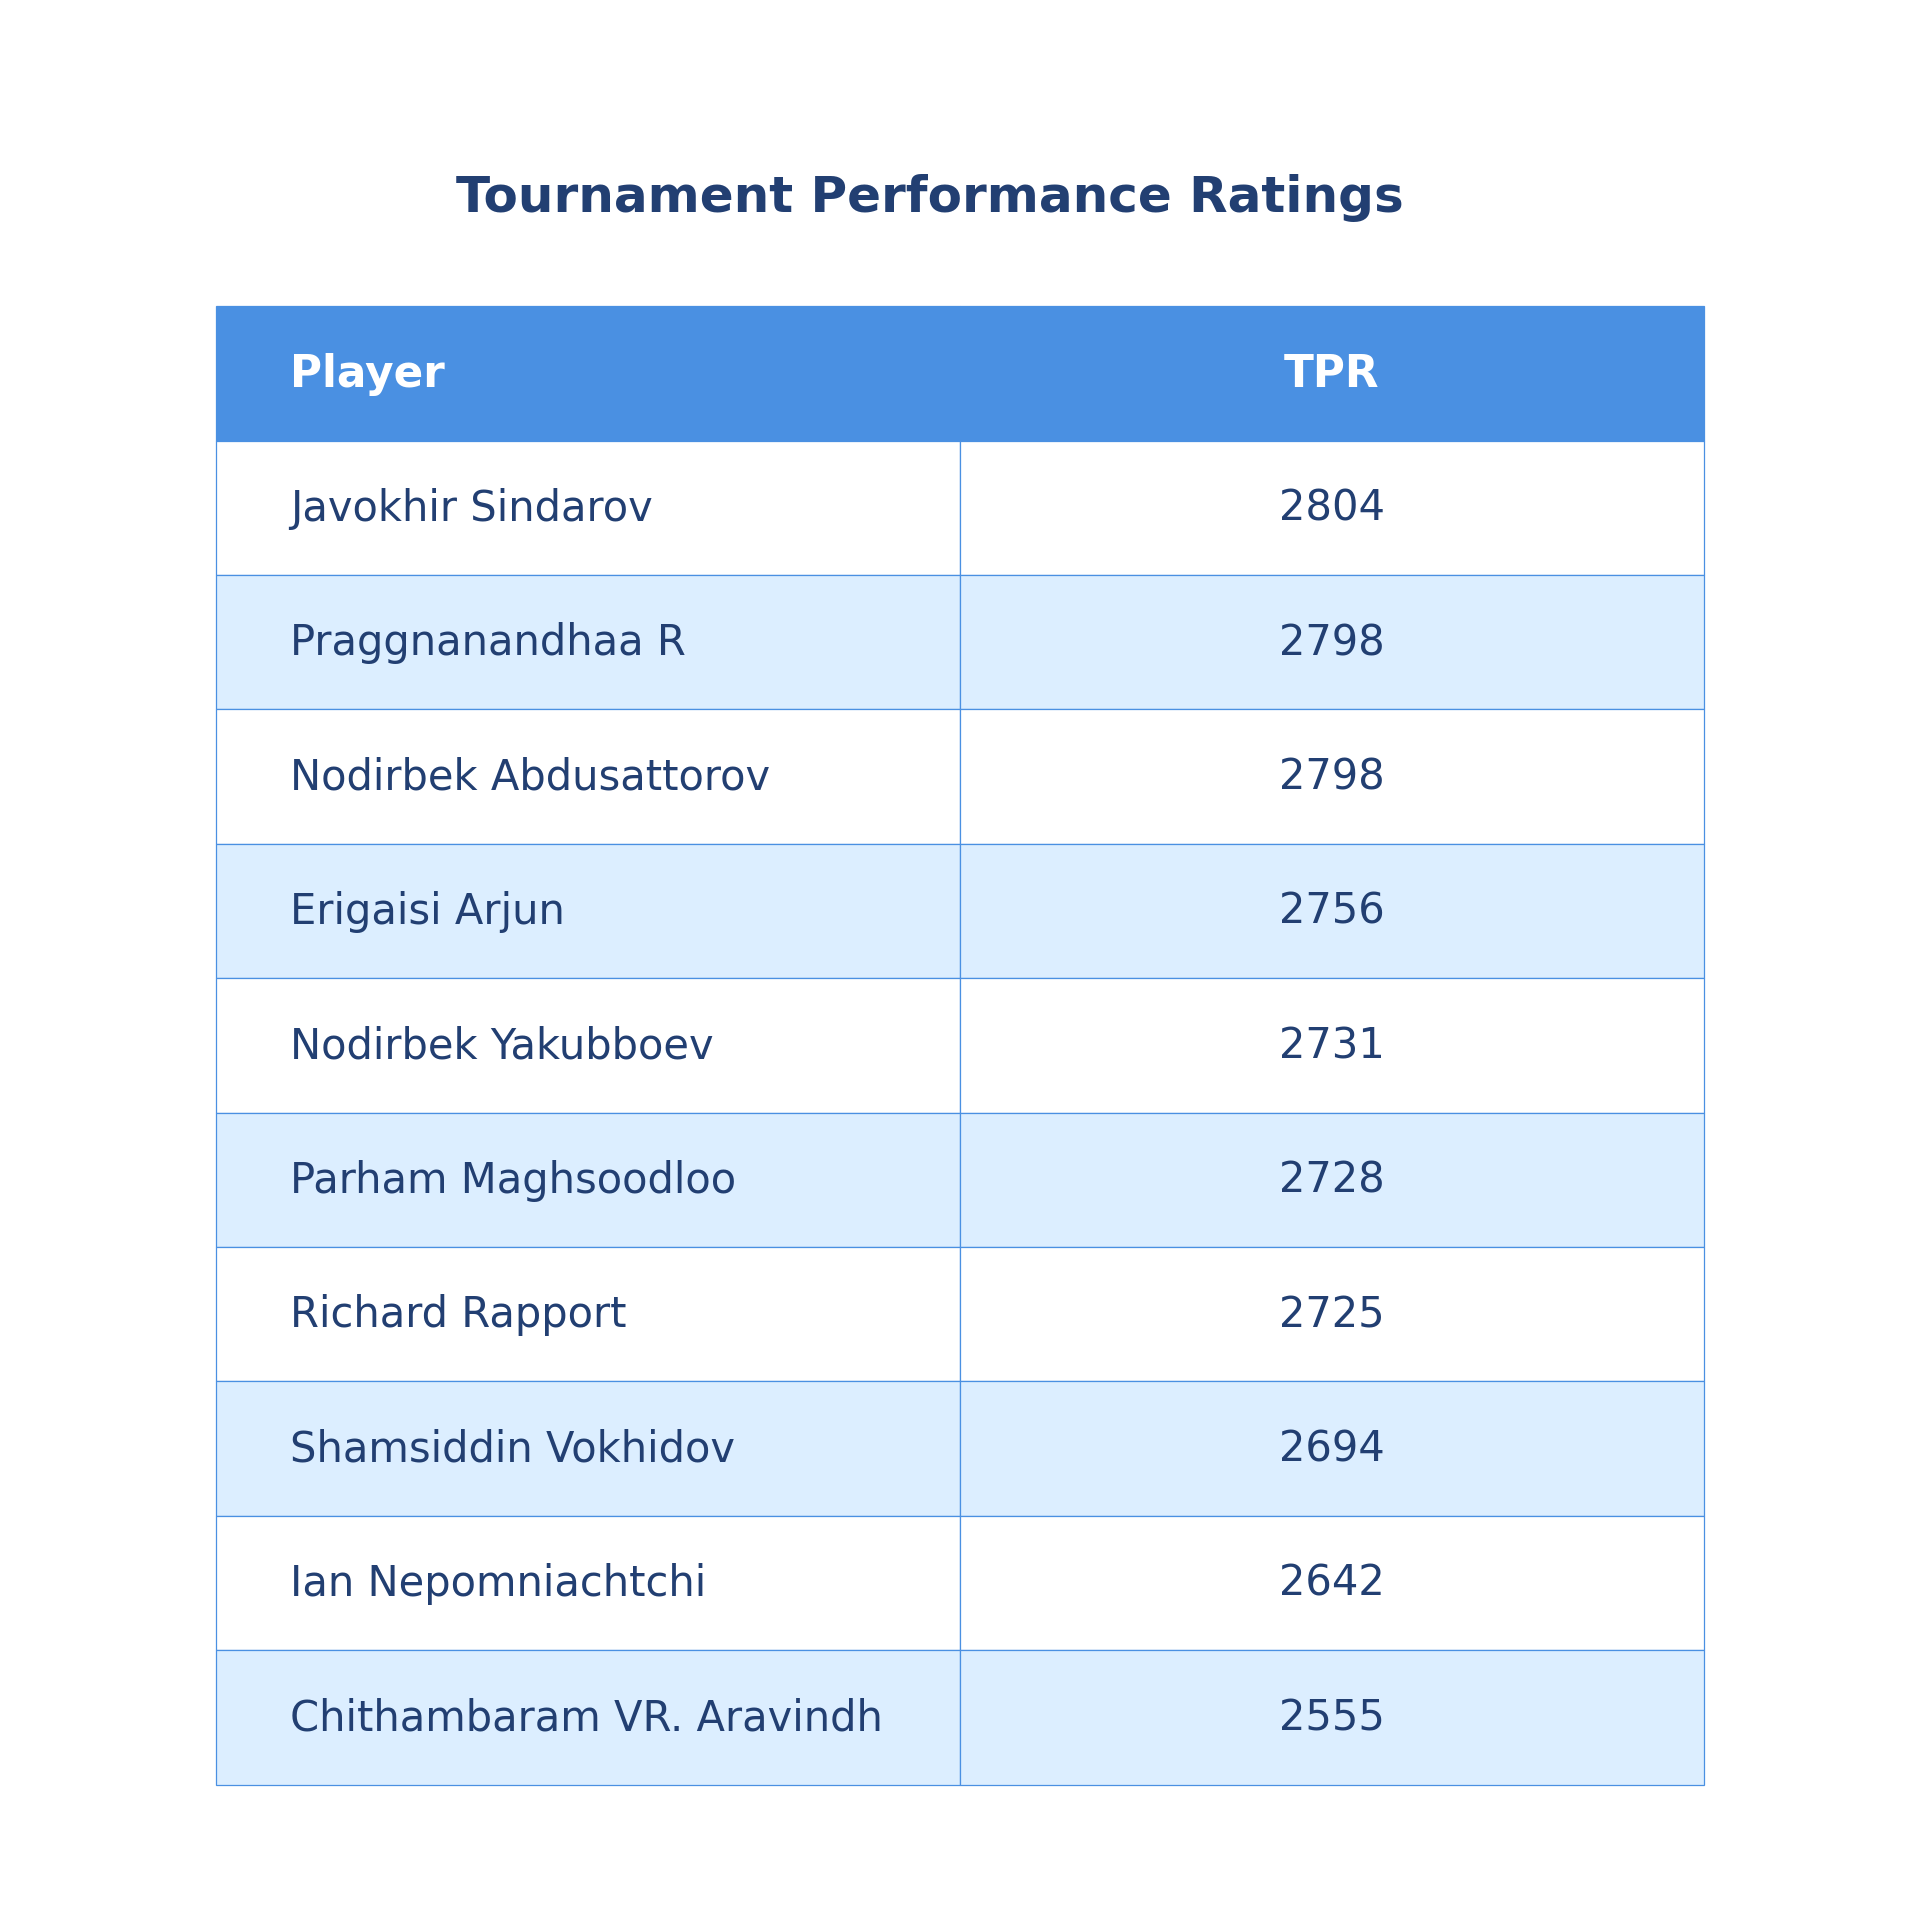 Tournament Performance Ratings
Player TPR
Javokhir Sindarov 2804
Praggnanandhaa R 2798
Nodirbek Abdusattorov 2798
Erigaisi Arjun 2756
Nodirbek Yakubboev 2731
Parham Maghsoodloo 2728
Richard Rapport 2725
Shamsiddin Vokhidov 2694
Ian Nepomniachtchi 2642
Chithambaram VR. Aravindh 2555